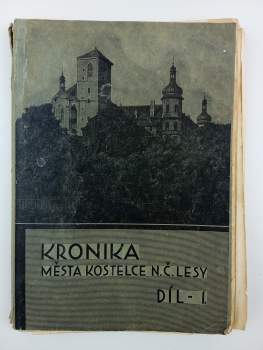 KRONIKA
MĚSTA KOSTELCE N.Č.LESY
DÍL-I.